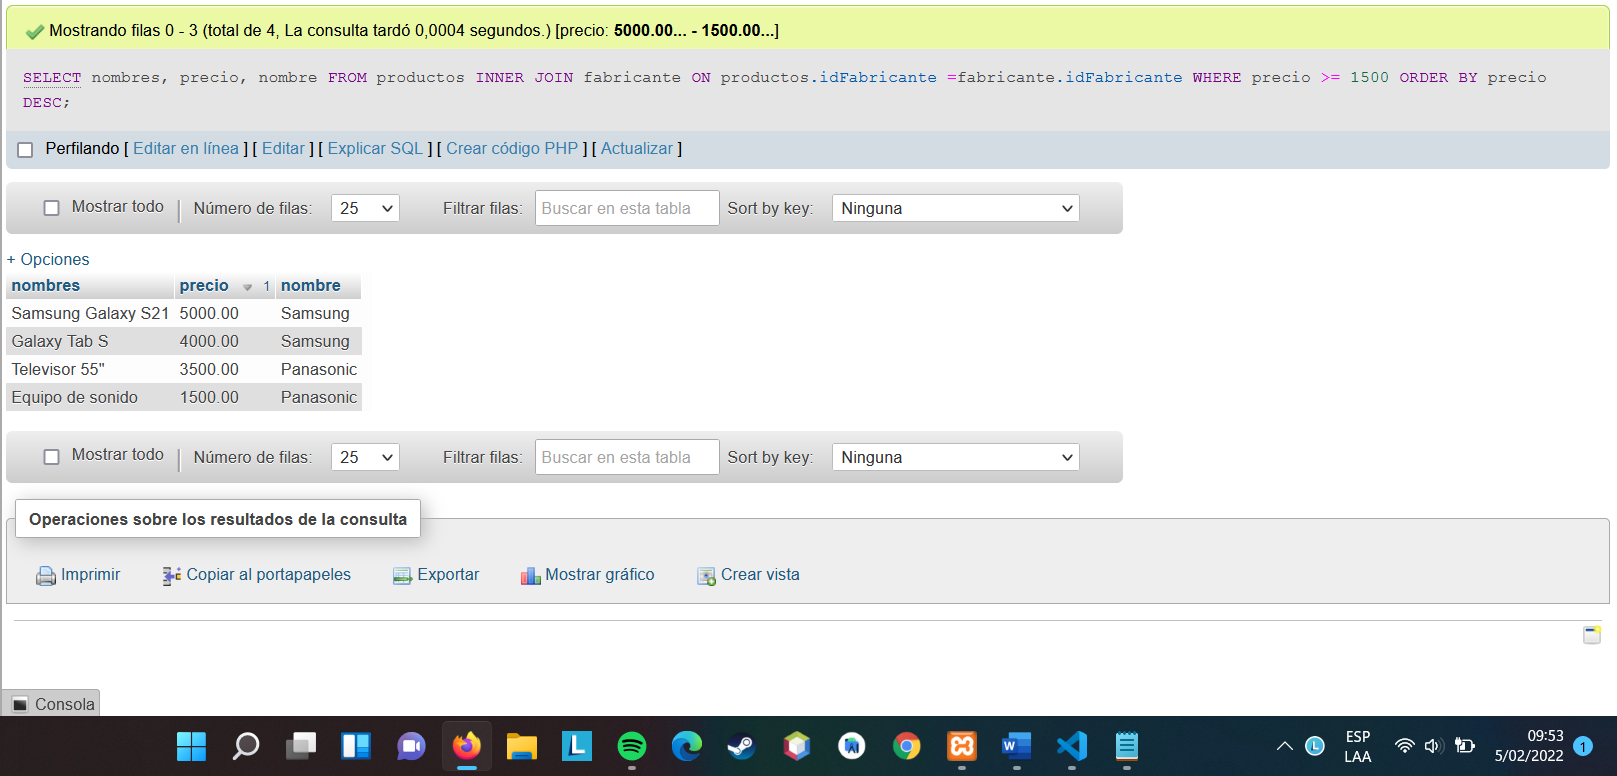 Mostrando filas 0 - 3 (total de 4, La consulta tardó 0,0004 segundos.) [precio: 5000.00... - 1500.00...]
SELECT nombres, precio, nombre FROM productos INNER JOIN fabricante ON productos.idFabricante =fabricante.idFabricante WHERE precio >= 1500 ORDER BY precio
DESC;
Perfilando [ Editar en línea ] [ Editar ] [ Explicar SQL ] [ Crear código PHP ] [ Actualizar ]
Mostrar todo | Número de filas: 25 Filtrar filas: Buscar en esta tabla Sort by key: Ninguna
+ Opciones
nombres precio 1 nombre
Samsung Galaxy S21 5000.00 Samsung
Galaxy Tab S 4000.00 Samsung
Televisor 55" 3500.00 Panasonic
Equipo de sonido 1500.00 Panasonic
Mostrar todo | Número de filas: 25 Filtrar filas: Buscar en esta tabla Sort by key: Ninguna
Operaciones sobre los resultados de la consulta
Imprimir Copiar al portapapeles Exportar Mostrar gráfico Crear vista
Consola
ESP 09:53
LAA 5/02/2022 1